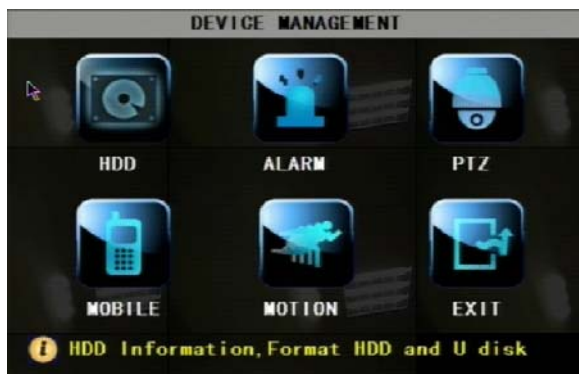 DEVICE MANAGEMENT
HDD ALARM PTZ
MOBILE MOTION EXIT
i HDD Information,Format HDD and U disk